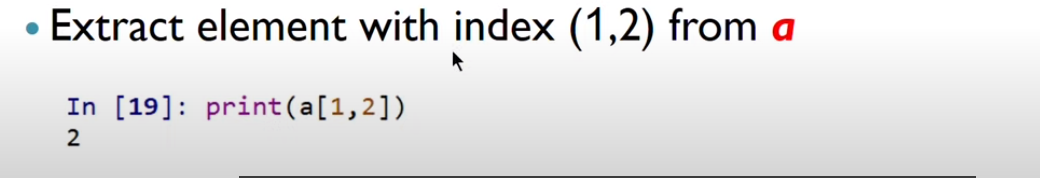 • Extract element with index (1,2) from a
In [19]: print(a[1,2])
2